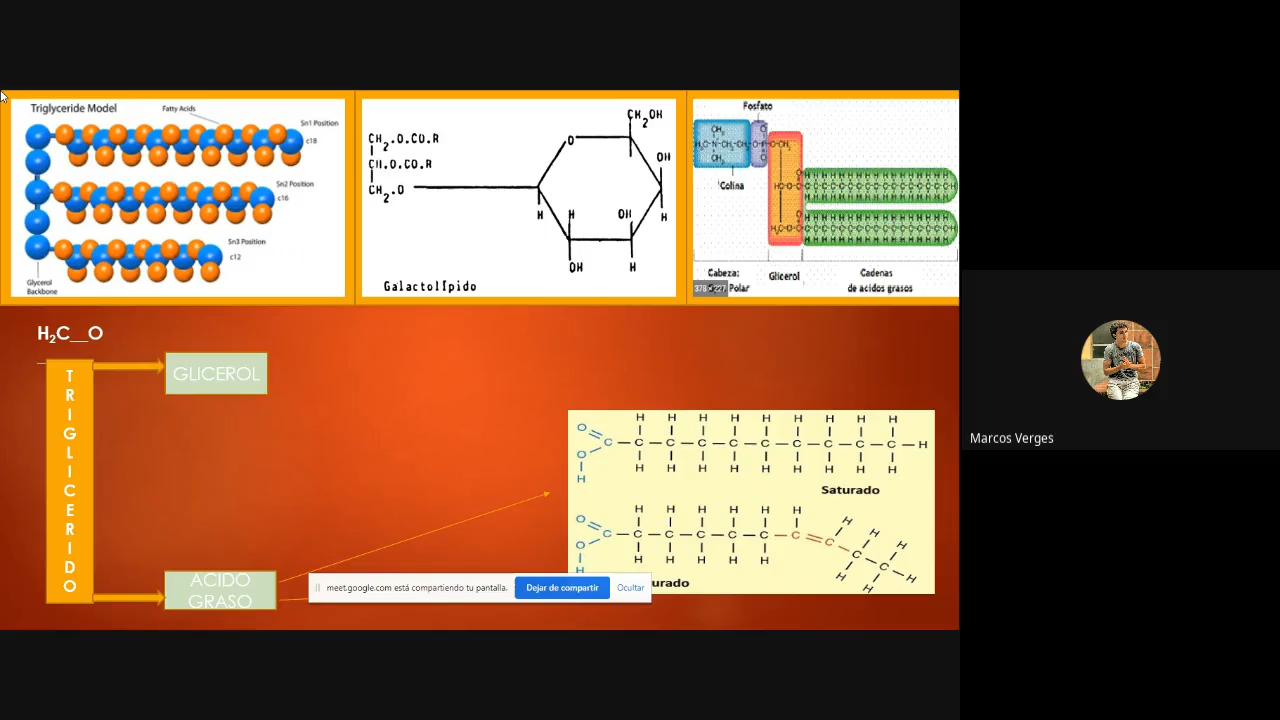 Triglyceride Model
Fatty Acids
Sn1 Position
c18
Sn2 Position
c16
Sn3 Position
c12
Glycerol
Backbone
CH₂.O.CO.R
CH.O.CO.R
CH₂.O
O
CH₂OH
OH
H
H
H
OH
H
OH
H
Galactolípido
Fosfato
Colina
Cabeza:
Polar
Glicerol
Cadenas
de acidos grasos
378 × 227
H₂C__O
TRIGLICERIDO
GLICEROL
ACIDO
GRASO
Saturado
urado
meet.google.com está compartiendo tu pantalla.
Dejar de compartir
Ocultar
Marcos Verges